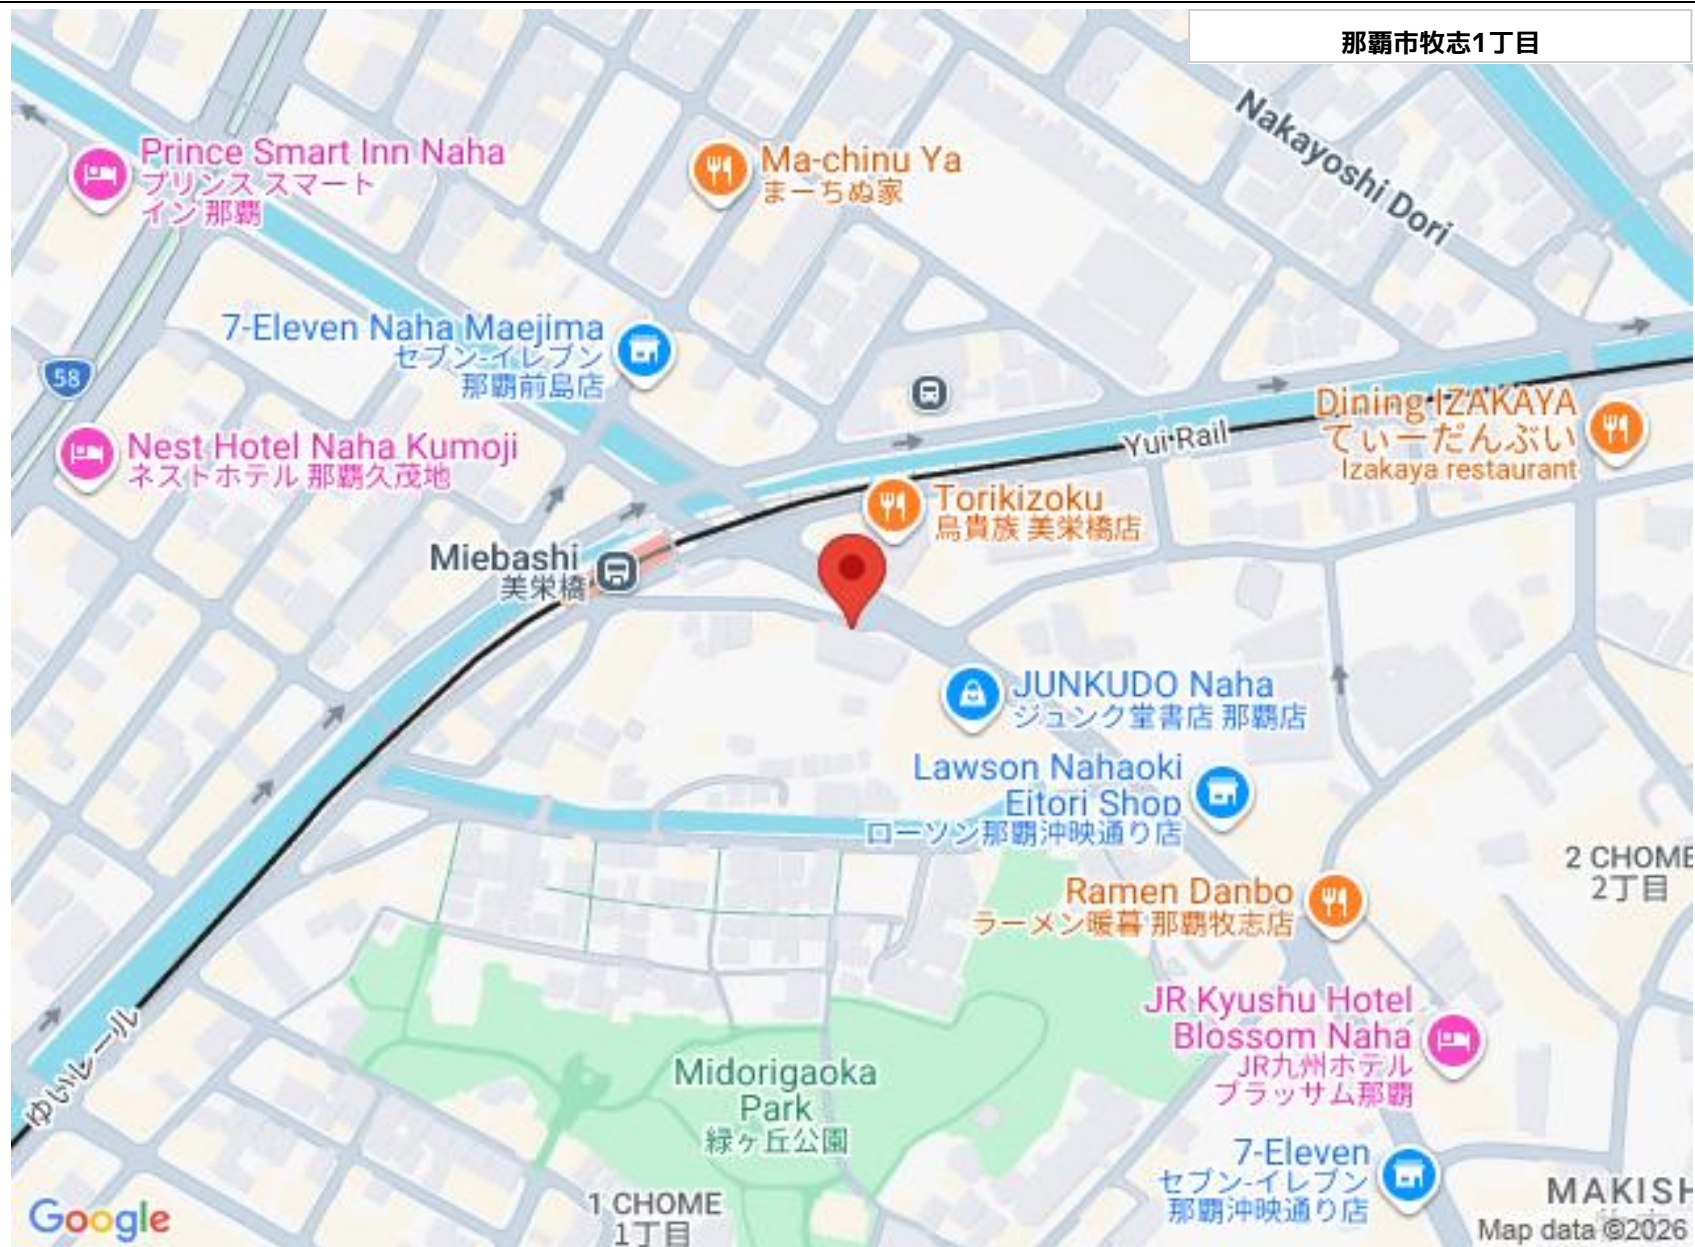 那覇市牧志1丁目
Nakayoshi Dori
Prince Smart Inn Naha
プリンス スマート
イン 那覇
Ma-chinu Ya
まーちぬ家
7-Eleven Naha Maejima
セブン-イレブン
那覇前島店
58
Dining IZAKAYA
てぃーだんぶい
Izakaya restaurant
Yui Rail
Nest Hotel Naha Kumoji
ネストホテル 那覇久茂地
Torikizoku
鳥貴族 美栄橋店
Miebashi
美栄橋
JUNKUDO Naha
ジュンク堂書店 那覇店
Lawson Nahaoki
Eitori Shop
ローソン那覇沖映通り店
2 CHOME
2丁目
Ramen Danbo
ラーメン暖暮 那覇牧志店
JR Kyushu Hotel
Blossom Naha
JR九州ホテル
ブラッサム那覇
ゆいレール
Midorigaoka
Park
緑ヶ丘公園
7-Eleven
セブン-イレブン
那覇沖映通り店
1 CHOME
1丁目
MAKISH
Google
Map data ©2026